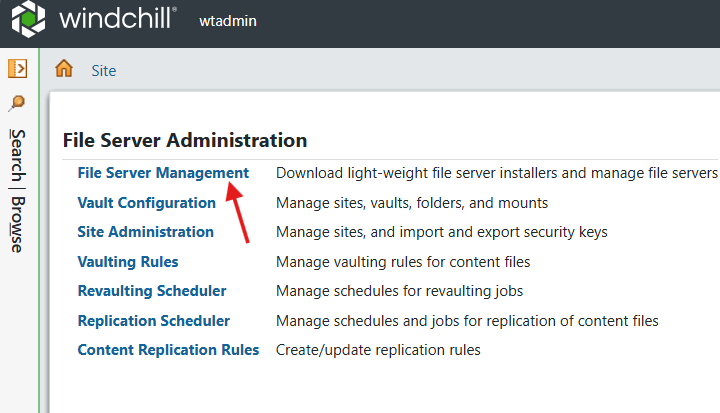 windchill® wtadmin
Site
Search | Browse
File Server Administration
File Server Management Download light-weight file server installers and manage file servers
Vault Configuration Manage sites, vaults, folders, and mounts
Site Administration Manage sites, and import and export security keys
Vaulting Rules Manage vaulting rules for content files
Revaulting Scheduler Manage schedules for revaulting jobs
Replication Scheduler Manage schedules and jobs for replication of content files
Content Replication Rules Create/update replication rules